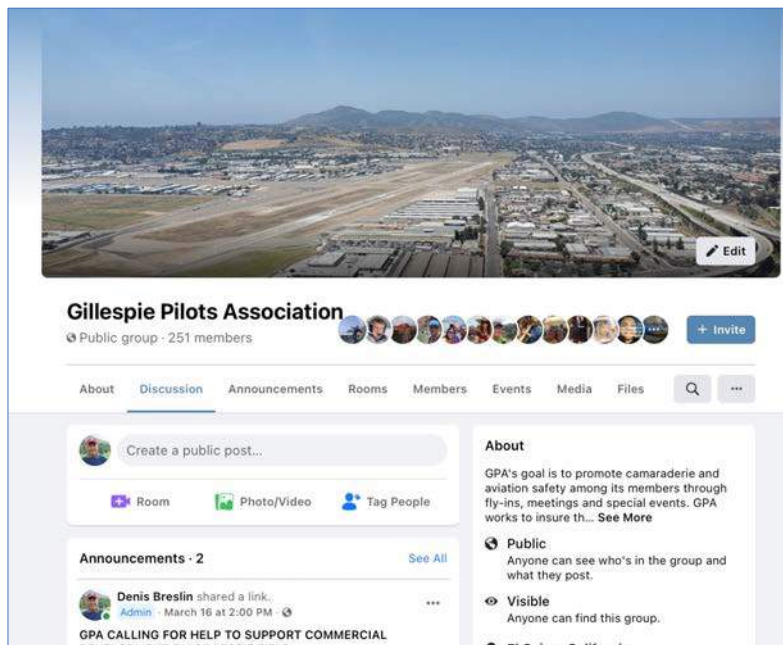 Edit
Gillespie Pilots Association
Public group · 251 members
+ Invite
About Discussion Announcements Rooms Members Events Media Files
Create a public post...
Room Photo/Video Tag People
Announcements · 2 See All
Denis Breslin shared a link.
Admin · March 16 at 2:00 PM ·
GPA CALLING FOR HELP TO SUPPORT COMMERCIAL
About
GPA's goal is to promote camaraderie and
aviation safety among its members through
fly-ins, meetings and special events. GPA
works to insure th... See More
Public
Anyone can see who's in the group and
what they post.
Visible
Anyone can find this group.